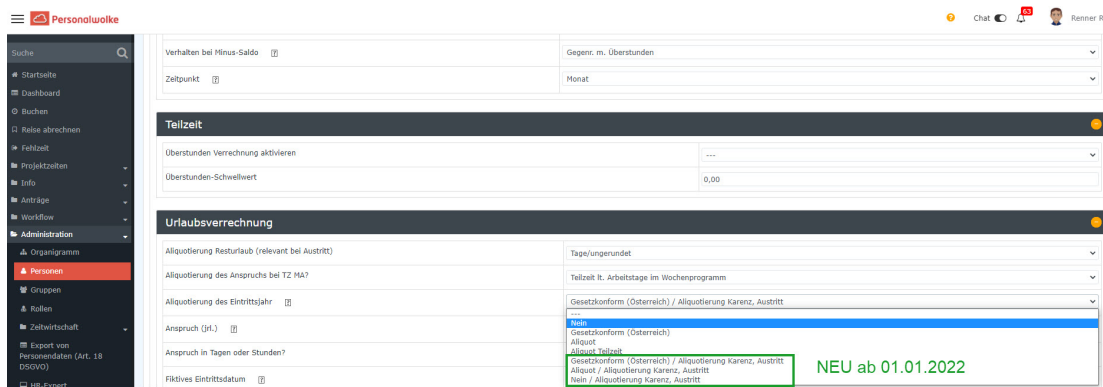 Personalwolke
Chat
63
Renner R
Suche
Startseite
Dashboard
Buchen
Reise abrechnen
Fehlzeit
Projektzeiten
Info
Anträge
Workflow
Administration
Organigramm
Personen
Gruppen
Rollen
Zeitwirtschaft
Export von
Personendaten (Art. 18
DSGVO)
HR-Expert
Verhalten bei Minus-Saldo
Gegenr. m. Überstunden
Zeitpunkt
Monat
Teilzeit
Überstunden Verrechnung aktivieren
---
Überstunden-Schwellwert
0,00
Urlaubsverrechnung
Aliquotierung Resturlaub (relevant bei Austritt)
Tage/ungerundet
Aliquotierung des Anspruchs bei TZ MA?
Teilzeit lt. Arbeitstage im Wochenprogramm
Aliquotierung des Eintrittsjahr
Gesetzkonform (Österreich) / Aliquotierung Karenz, Austritt
---
Nein
Gesetzkonform (Österreich)
Aliquot
Aliquot Teilzeit
Gesetzkonform (Österreich) / Aliquotierung Karenz, Austritt
Aliquot / Aliquotierung Karenz, Austritt
Nein / Aliquotierung Karenz, Austritt
NEU ab 01.01.2022
Anspruch (jrl.)
Anspruch in Tagen oder Stunden?
Fiktives Eintrittsdatum